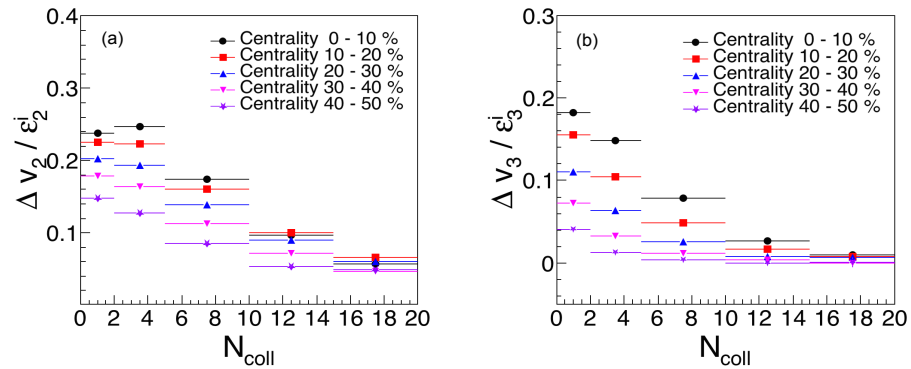 0.4
0.3
0.2
0.1
(a)
Centrality 0 - 10 %
Centrality 10 - 20 %
Centrality 20 - 30 %
Centrality 30 - 40 %
Centrality 40 - 50 %
Δ v₂ / εⁱ₂
0 2 4 6 8 10 12 14 16 18 20
N_coll
0.3
0.2
0.1
0
(b)
Centrality 0 - 10 %
Centrality 10 - 20 %
Centrality 20 - 30 %
Centrality 30 - 40 %
Centrality 40 - 50 %
Δ v₃ / εⁱ₃
0 2 4 6 8 10 12 14 16 18 20
N_coll